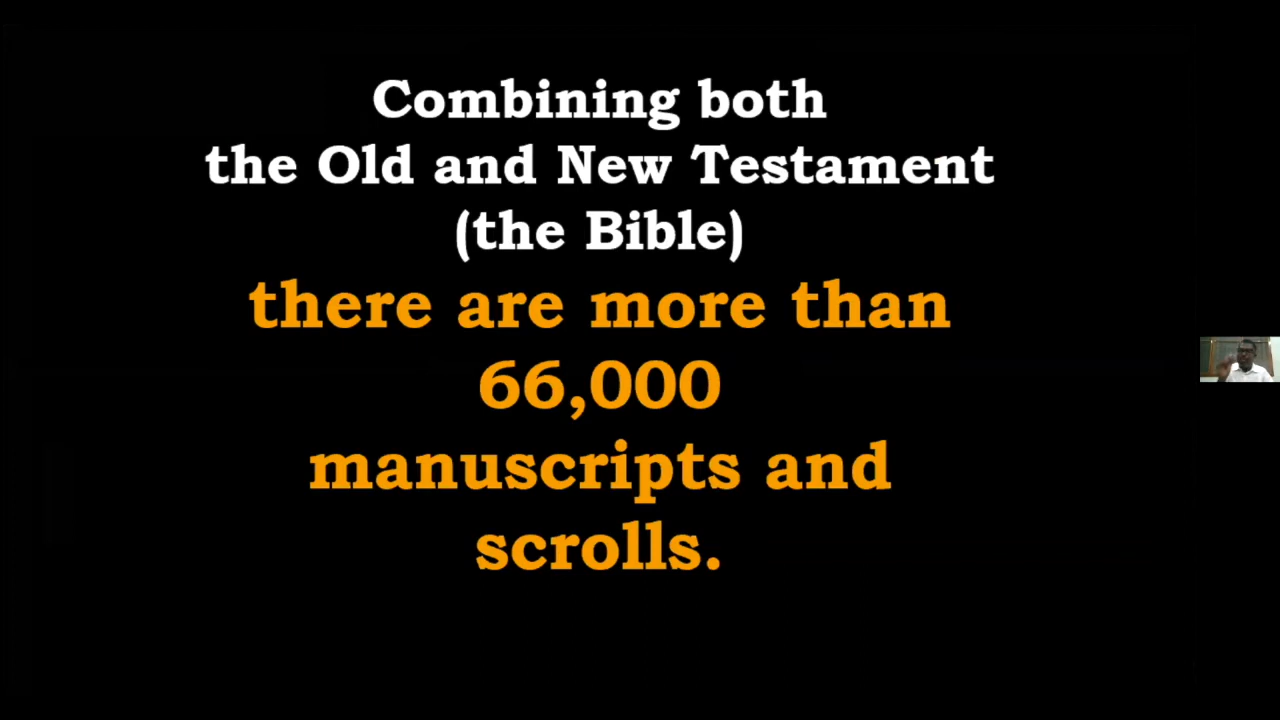 Combining both
the Old and New Testament
(the Bible)
there are more than
66,000
manuscripts and
scrolls.